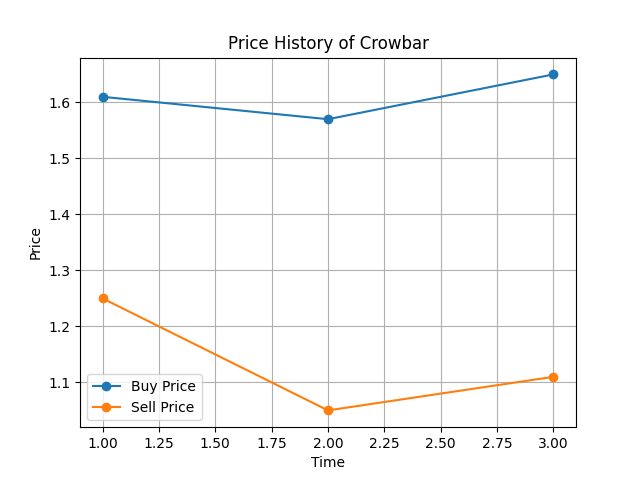 Price History of Crowbar
Price
1.6
1.5
1.4
1.3
1.2
1.1
Buy Price
Sell Price
1.00 1.25 1.50 1.75 2.00 2.25 2.50 2.75 3.00
Time